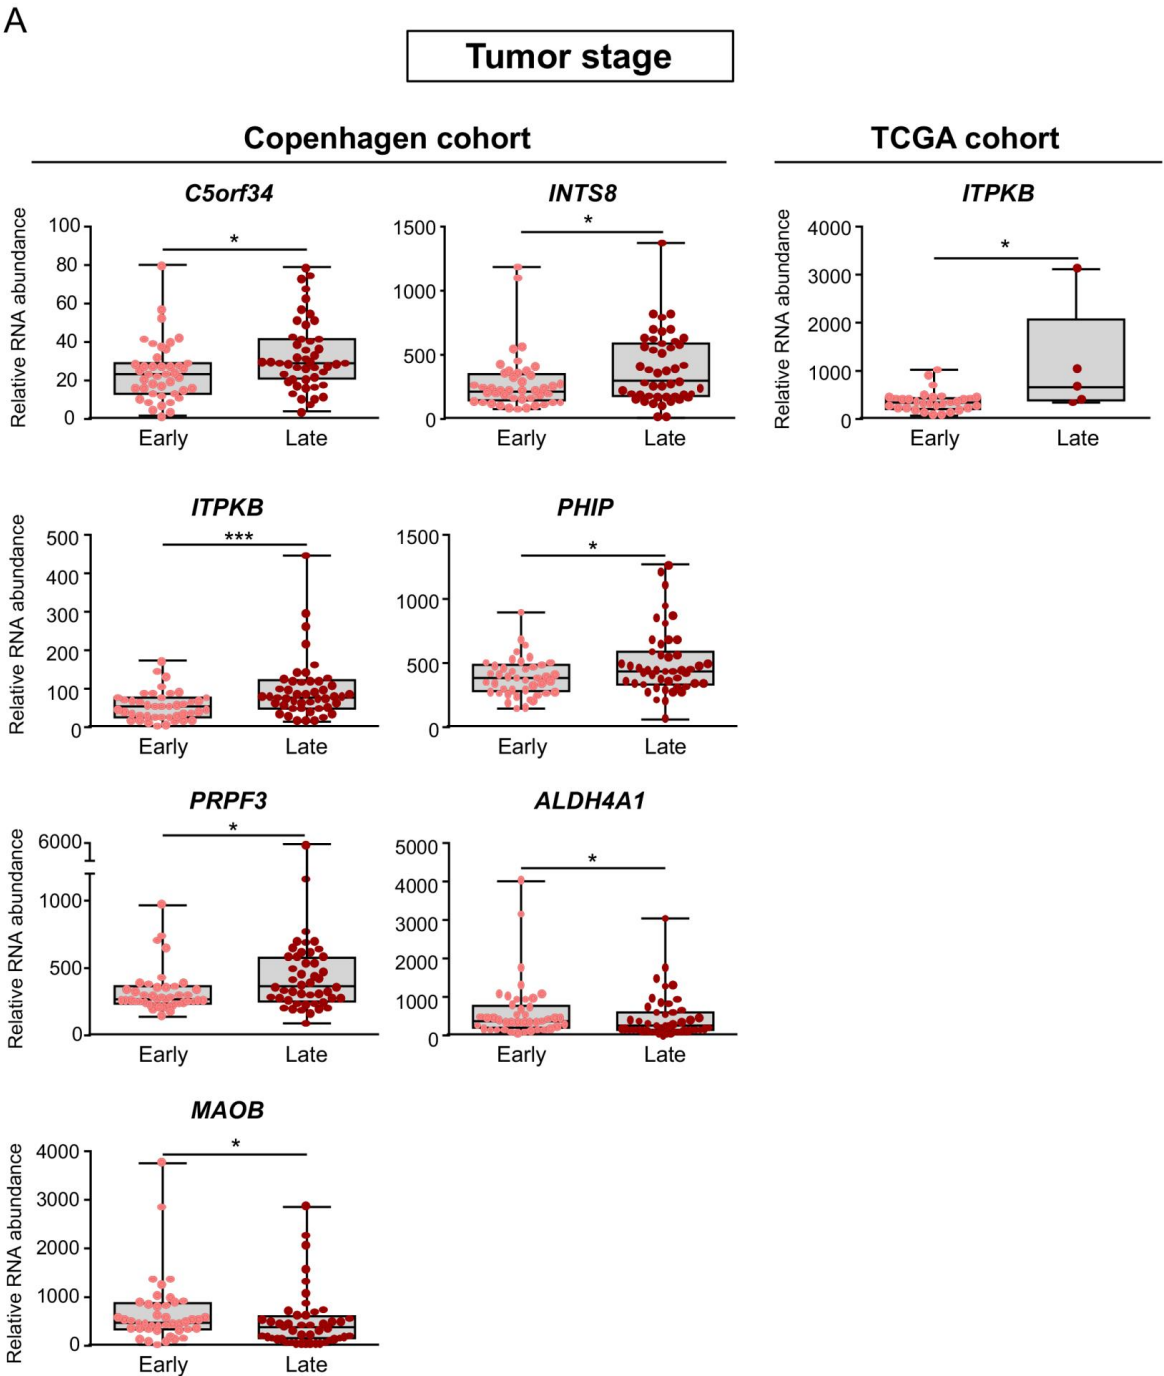 A
Tumor stage
Copenhagen cohort
TCGA cohort
C5orf34
INTS8
ITPKB
Relative RNA abundance
100
80
60
40
20
0
*
Early
Late
1500
1000
500
0
*
Early
Late
Relative RNA abundance
4000
3000
2000
1000
0
*
Early
Late
ITPKB
PHIP
Relative RNA abundance
500
400
300
200
100
0
***
Early
Late
1500
1000
500
0
*
Early
Late
PRPF3
ALDH4A1
Relative RNA abundance
6000
1000
500
0
*
Early
Late
5000
4000
3000
2000
1000
0
*
Early
Late
MAOB
Relative RNA abundance
4000
3000
2000
1000
0
*
Early
Late